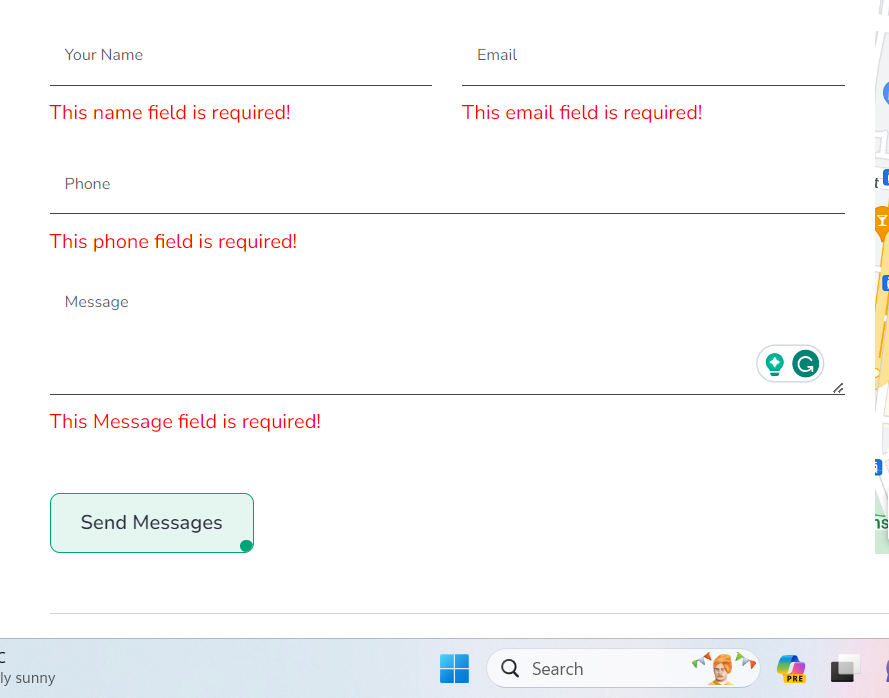 Your Name
Email
This name field is required!
This email field is required!
Phone
This phone field is required!
Message
This Message field is required!
Send Messages
ly sunny
Search
PRE